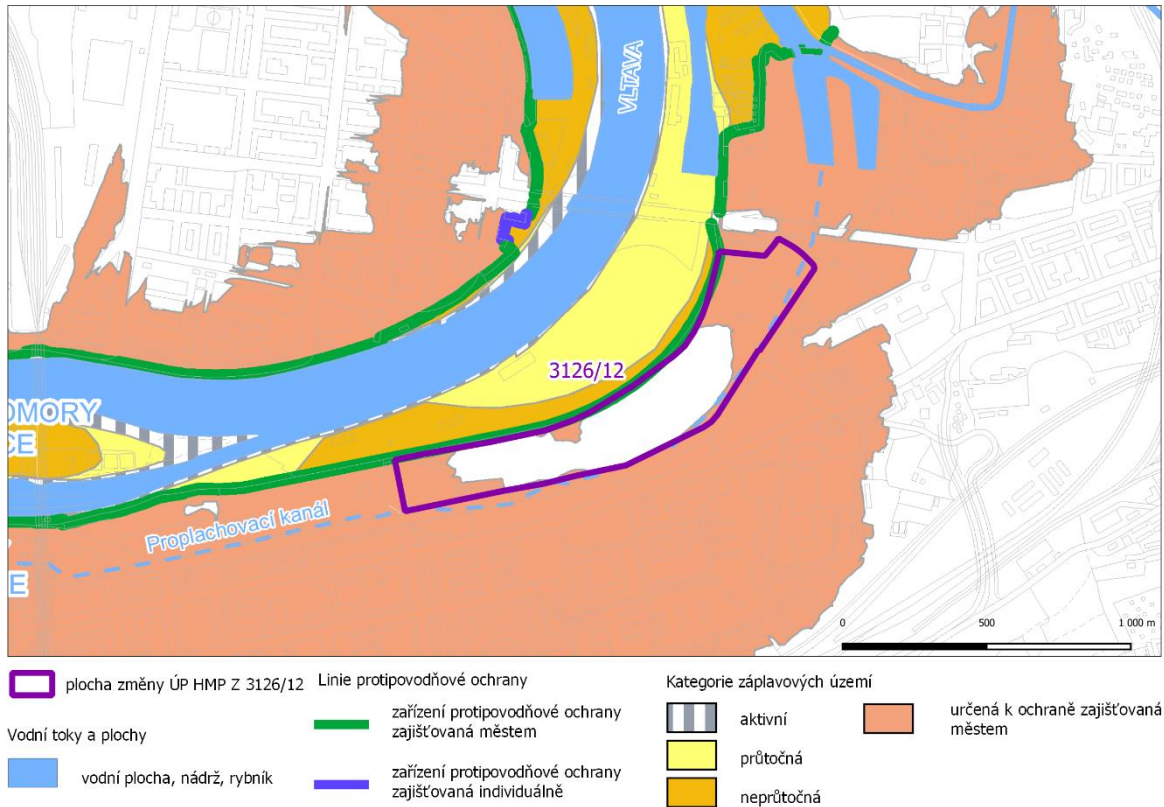 VLTAVA
3126/12
OMORY
CE
Proplachovací kanál
E
0 500 1 000 m
plocha změny ÚP HMP Z 3126/12
Vodní toky a plochy
vodní plocha, nádrž, rybník
Linie protipovodňové ochrany
zařízení protipovodňové ochrany
zajišťovaná městem
zařízení protipovodňové ochrany
zajišťovaná individuálně
Kategorie záplavových území
aktivní
průtočná
neprůtočná
určená k ochraně zajišťovaná
městem